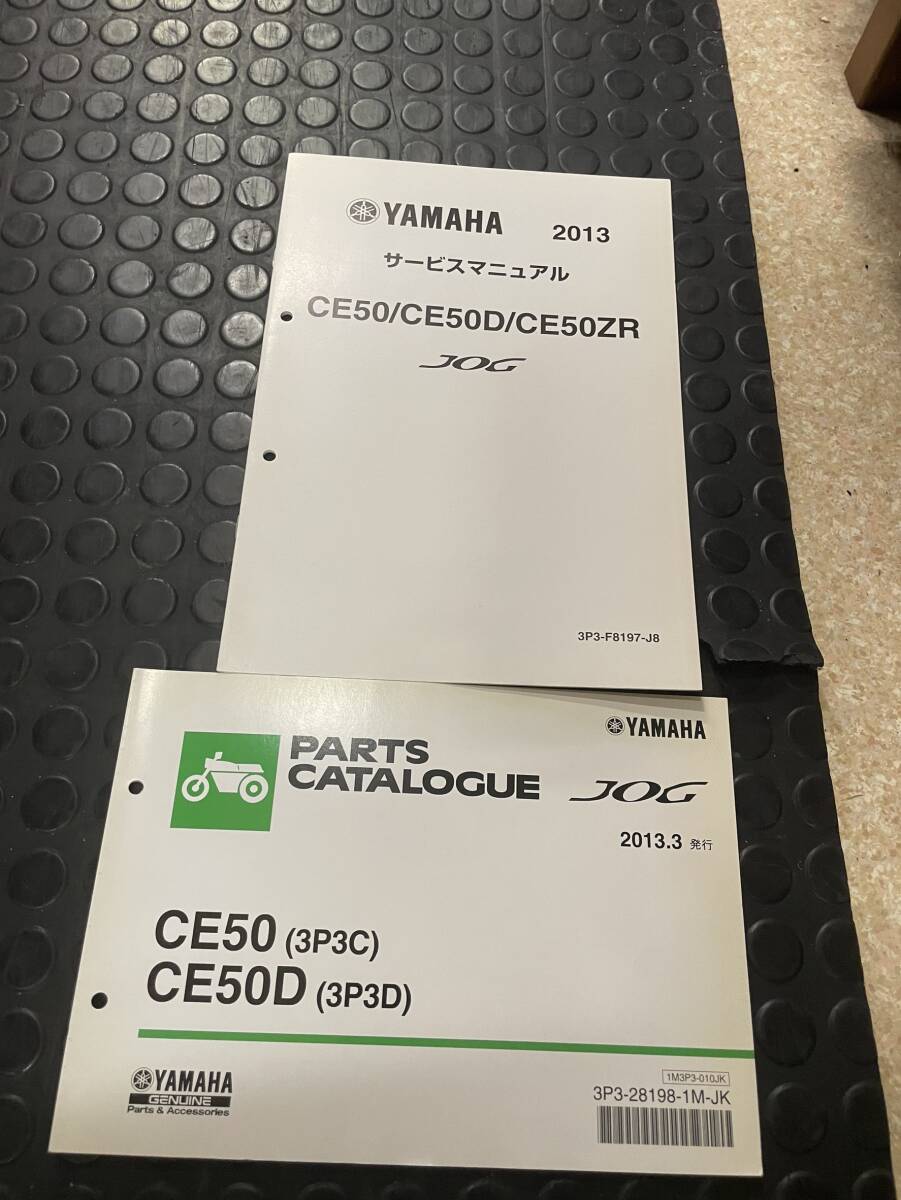 YAMAHA 2013
サービスマニュアル
CE50/CE50D/CE50ZR
JOG
3P3-F8197-J8
YAMAHA
PARTS
CATALOGUE
JOG
2013.3 発行
CE50 (3P3C)
CE50D (3P3D)
YAMAHA
GENUINE
Parts & Accessories
1M3P3-010JK
3P3-28198-1M-JK